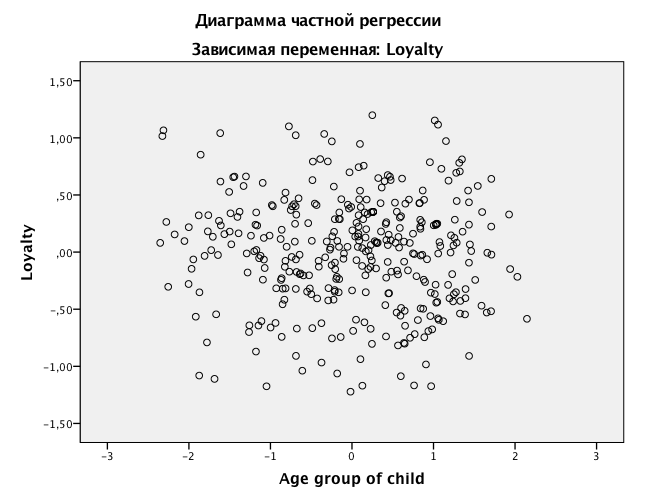 Диаграмма частной регрессии
Зависимая переменная: Loyalty
1,50
1,00
,50
,00
-,50
-1,00
-1,50
Loyalty
-3 -2 -1 0 1 2 3
Age group of child